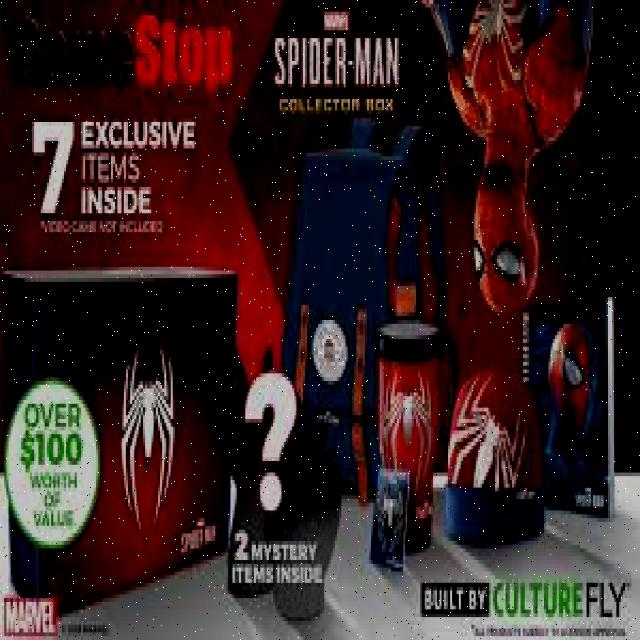 GameStop
MARVEL
SPIDER-MAN
COLLECTOR BOX
7 EXCLUSIVE
ITEMS
INSIDE
VIDEO GAME NOT INCLUDED
OVER
$100
WORTH
OF
VALUE
?
2 MYSTERY
ITEMS INSIDE
MARVEL
BUILT BY CULTUREFLY